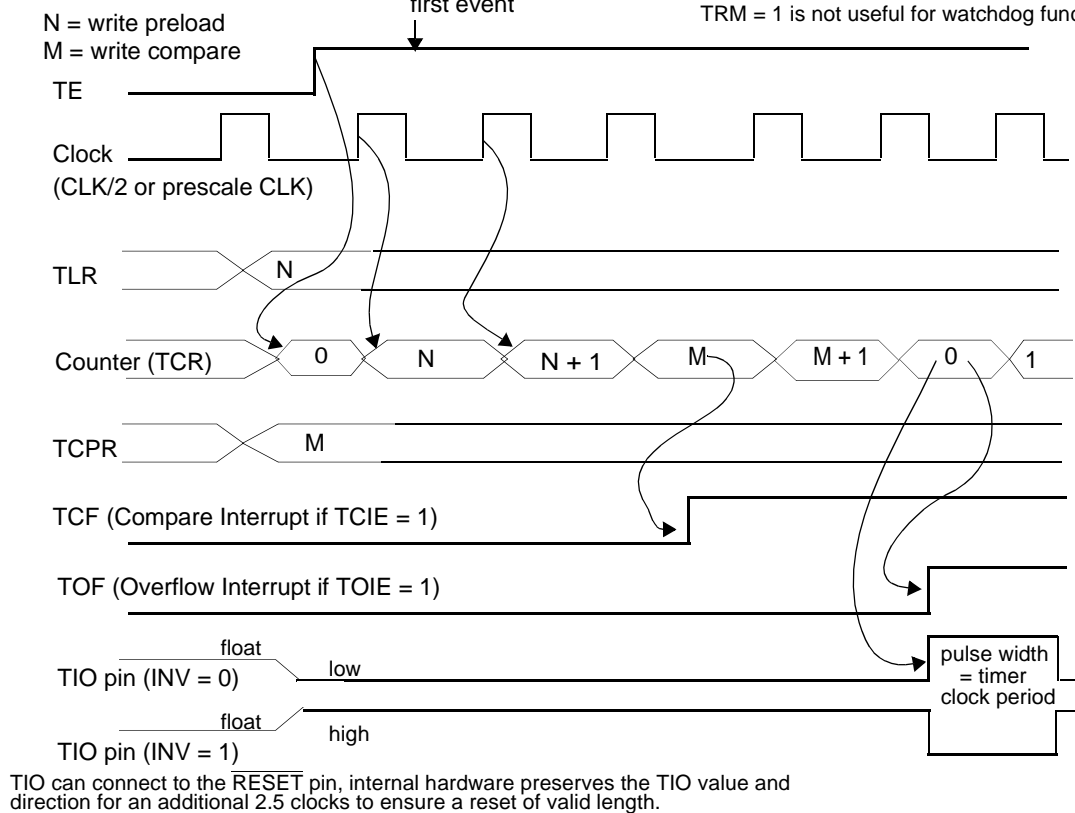 first event
TRM = 1 is not useful for watchdog
N = write preload
M = write compare
TE
Clock
(CLK/2 or prescale CLK)
TLR
N
Counter (TCR)
0
N
N + 1
M
M + 1
0
1
TCPR
M
TCF (Compare Interrupt if TCIE = 1)
TOF (Overflow Interrupt if TOIE = 1)
float
TIO pin (INV = 0)
low
pulse width
= timer
clock period
float
TIO pin (INV = 1)
high
TIO can connect to the RESET pin, internal hardware preserves the TIO value and
direction for an additional 2.5 clocks to ensure a reset of valid length.